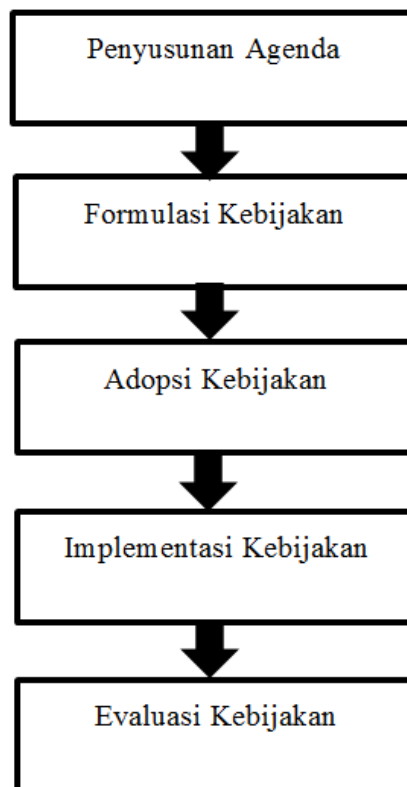 Penyusunan Agenda
Formulasi Kebijakan
Adopsi Kebijakan
Implementasi Kebijakan
Evaluasi Kebijakan